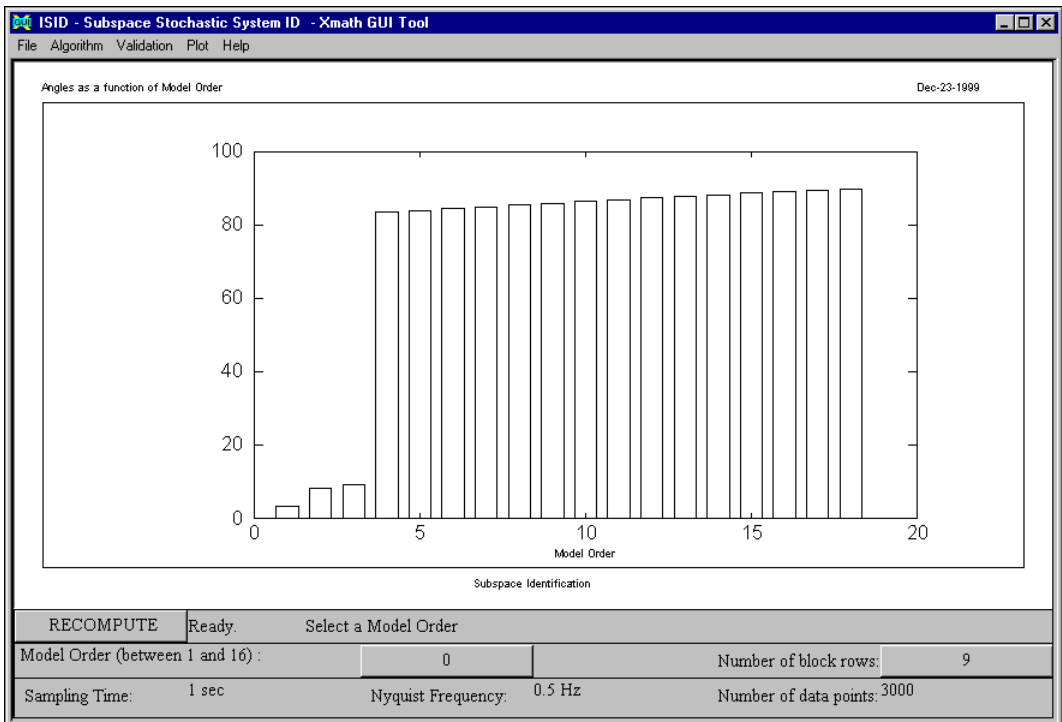 GUI ISID - Subspace Stochastic System ID - Xmath GUI Tool
File Algorithm Validation Plot Help
Angles as a function of Model Order Dec-23-1999
100
80
60
40
20
0
0 5 10 15 20
Model Order
Subspace Identification
RECOMPUTE Ready. Select a Model Order
Model Order (between 1 and 16) : 0 Number of block rows: 9
Sampling Time: 1 sec Nyquist Frequency: 0.5 Hz Number of data points: 3000